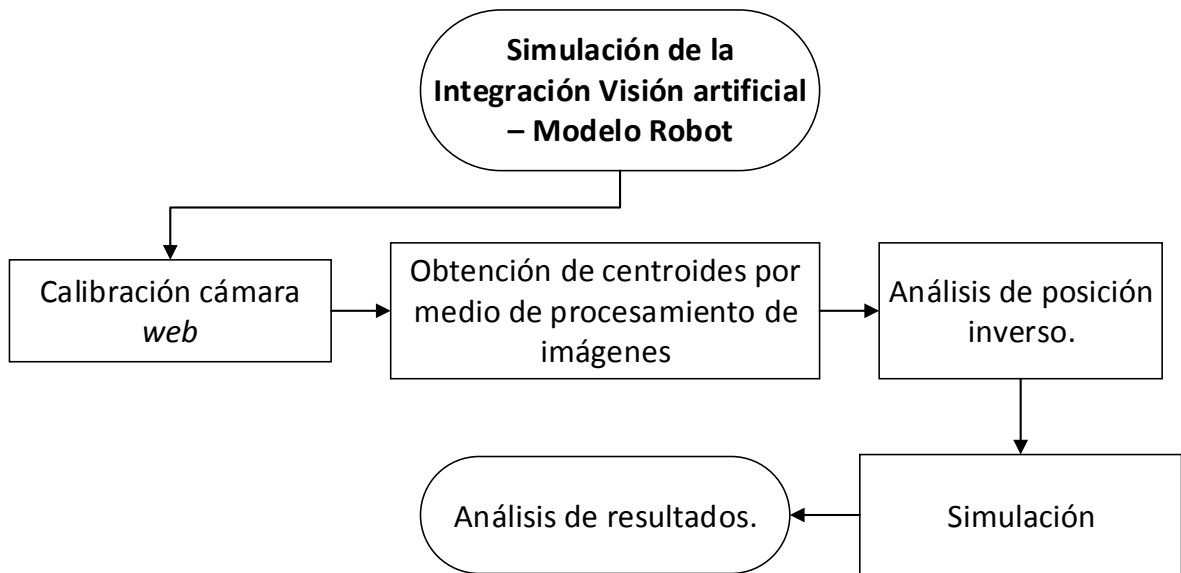 Simulación de la
Integración Visión artificial
– Modelo Robot
Calibración cámara
web
Obtención de centroides por
medio de procesamiento de
imágenes
Análisis de posición
inverso.
Análisis de resultados.
Simulación